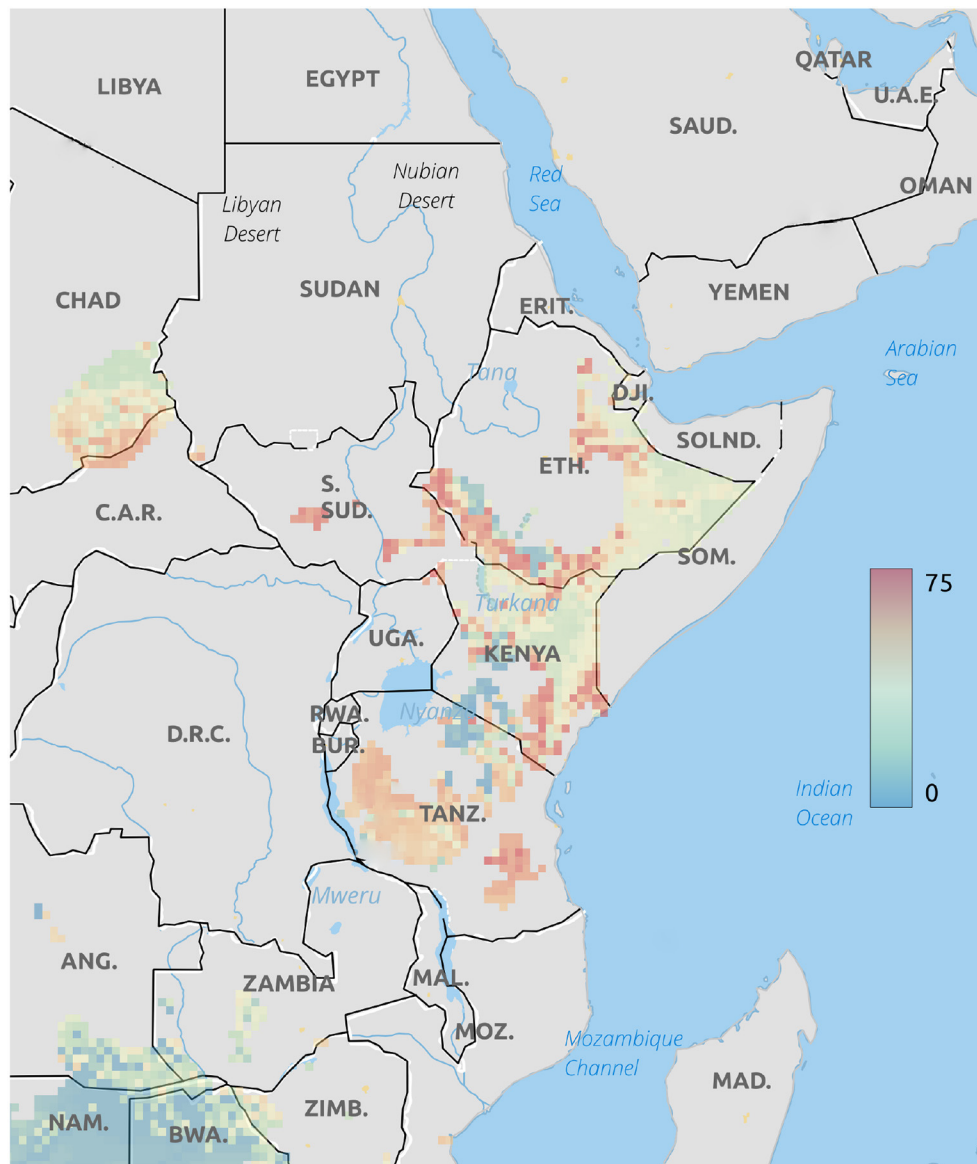 QATAR
LIBYA
EGYPT
U.A.E.
SAUD.
Nubian
Desert
Red
Sea
OMAN
Libyan
Desert
SUDAN
YEMEN
CHAD
ERIT.
Arabian
Sea
Tana
DJI.
SOLND.
ETH.
S.
SUD.
C.A.R.
SOM.
75
Turkana
UGA.
KENYA
RWA.
Nyanz
D.R.C.
BUR.
Indian
Ocean
0
TANZ.
Mweru
ANG.
ZAMBIA
MAL.
MOZ.
Mozambique
Channel
MAD.
ZIMB.
NAM.
BWA.